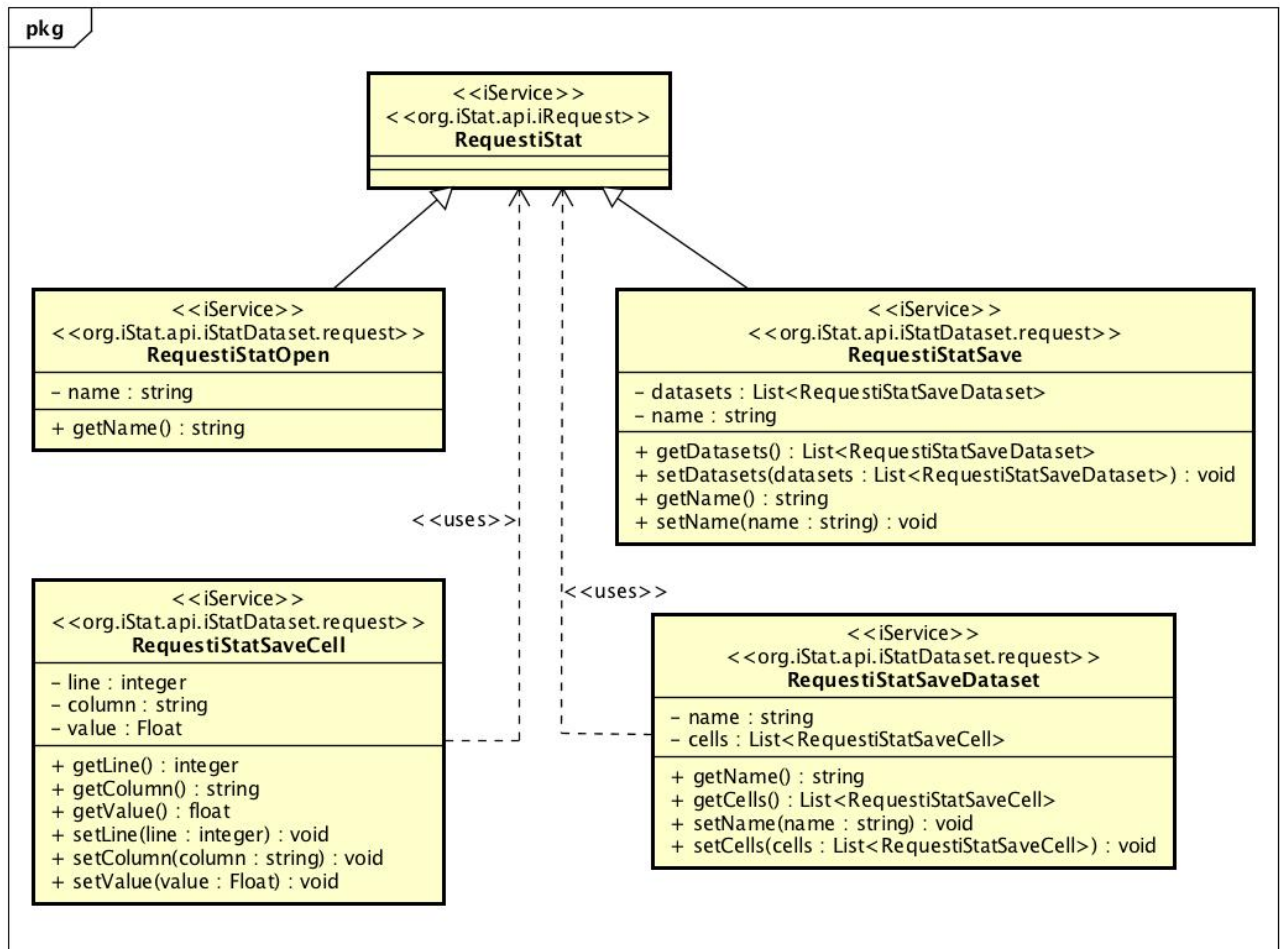 pkg
<<iService>>
<<org.iStat.api.iRequest>>
RequestiStat
<<iService>>
<<org.iStat.api.iStatDataset.request>>
RequestiStatOpen
– name : string
+ getName() : string
<<iService>>
<<org.iStat.api.iStatDataset.request>>
RequestiStatSave
– datasets : List<RequestiStatSaveDataset>
– name : string
+ getDatasets() : List<RequestiStatSaveDataset>
+ setDatasets(datasets : List<RequestiStatSaveDataset>) : void
+ getName() : string
+ setName(name : string) : void
<<uses>>
<<uses>>
<<iService>>
<<org.iStat.api.iStatDataset.request>>
RequestiStatSaveCell
– line : integer
– column : string
– value : Float
+ getLine() : integer
+ getColumn() : string
+ getValue() : float
+ setLine(line : integer) : void
+ setColumn(column : string) : void
+ setValue(value : Float) : void
<<iService>>
<<org.iStat.api.iStatDataset.request>>
RequestiStatSaveDataset
– name : string
– cells : List<RequestiStatSaveCell>
+ getName() : string
+ getCells() : List<RequestiStatSaveCell>
+ setName(name : string) : void
+ setCells(cells : List<RequestiStatSaveCell>) : void